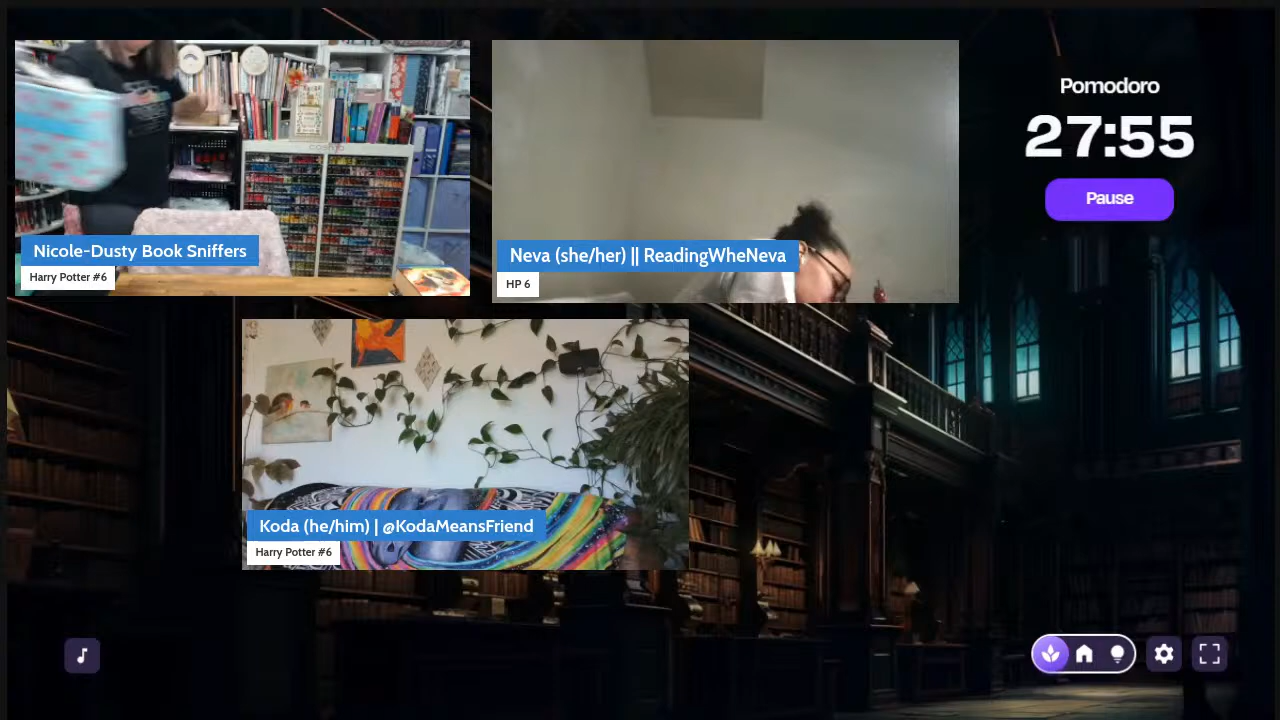 Pomodoro
27:55
Pause
Nicole-Dusty Book Sniffers
Harry Potter #6
Neva (she/her) || ReadingWheNeva
HP 6
Koda (he/him) | @KodaMeansFriend
Harry Potter #6